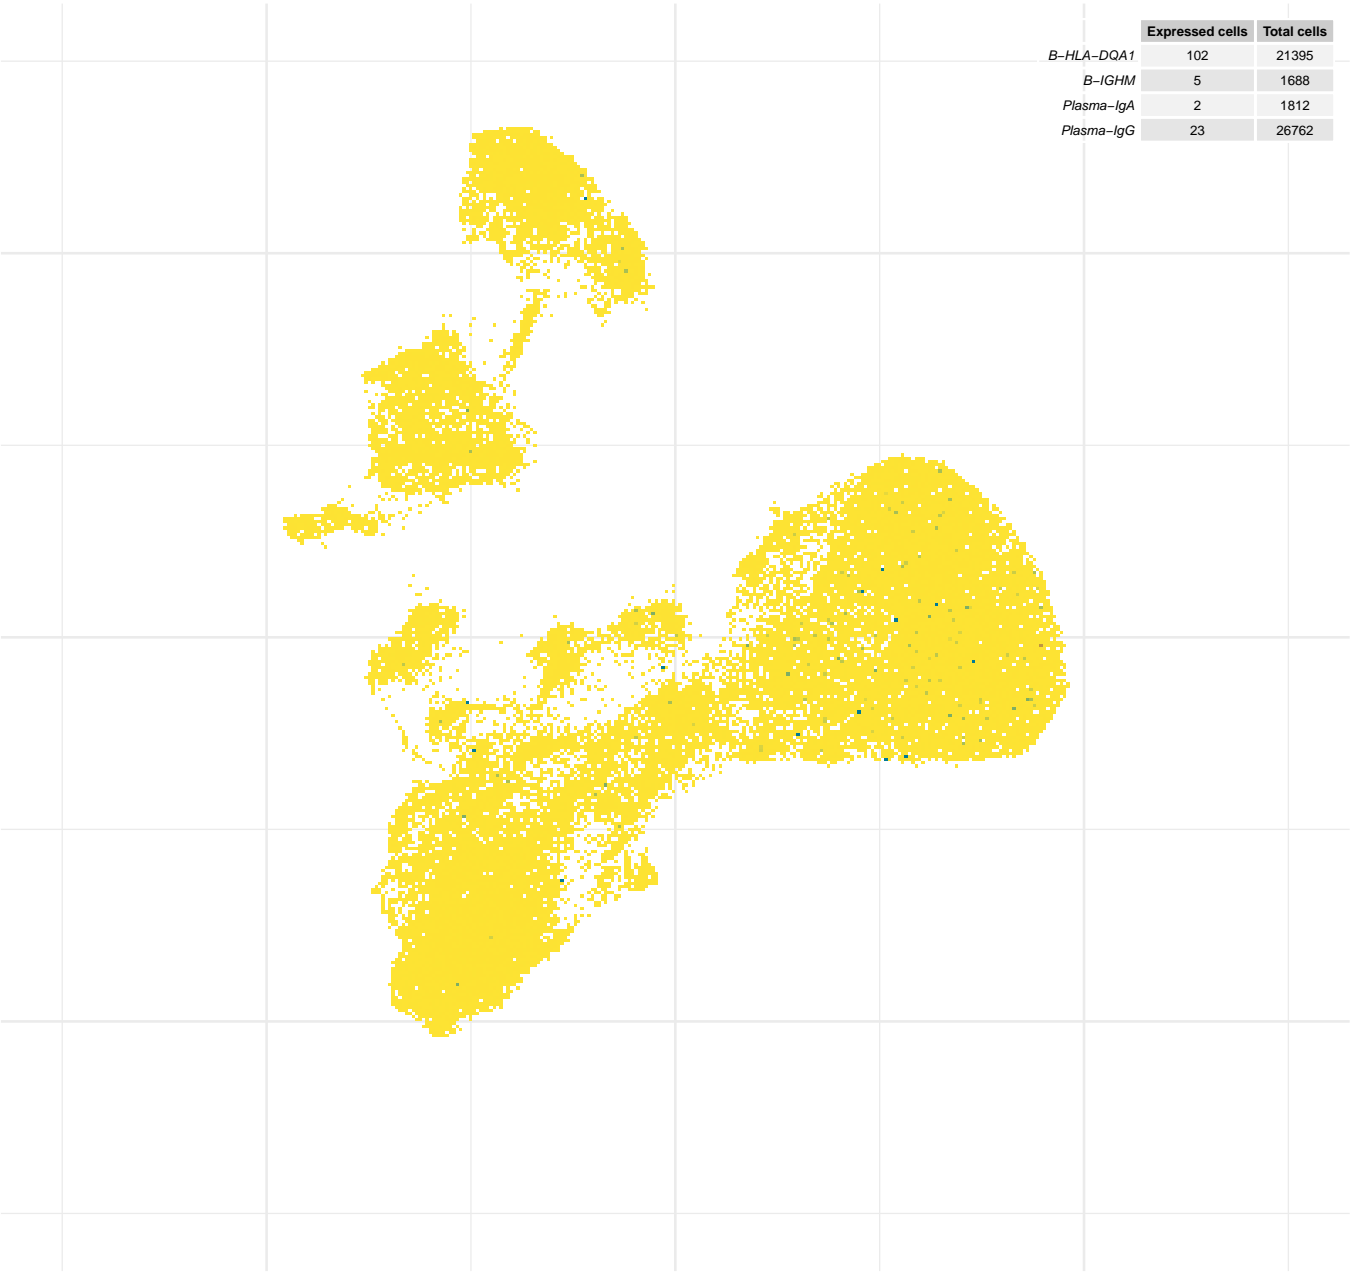 Expressed cells Total cells
B−HLA−DQA1 102 21395
B−IGHM 5 1688
Plasma−IgA 2 1812
Plasma−IgG 23 26762